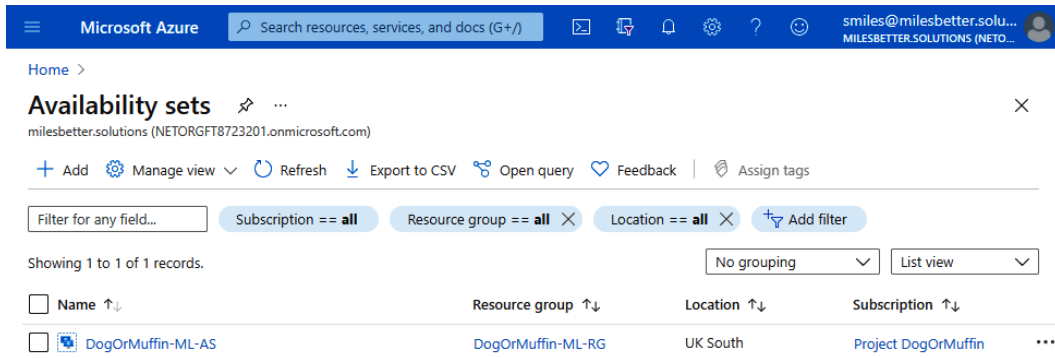 Microsoft Azure Search resources, services, and docs (G+/) smiles@milesbetter.solu...
MILESBETTER.SOLUTIONS (NETO...
Home >
Availability sets ...
milesbetter.solutions (NETORGFT8723201.onmicrosoft.com)
+ Add Manage view Refresh Export to CSV Open query Feedback Assign tags
Filter for any field... Subscription == all Resource group == all Location == all Add filter
Showing 1 to 1 of 1 records. No grouping List view
Name ↑↓ Resource group ↑↓ Location ↑↓ Subscription ↑↓
DogOrMuffin-ML-AS DogOrMuffin-ML-RG UK South Project DogOrMuffin ...